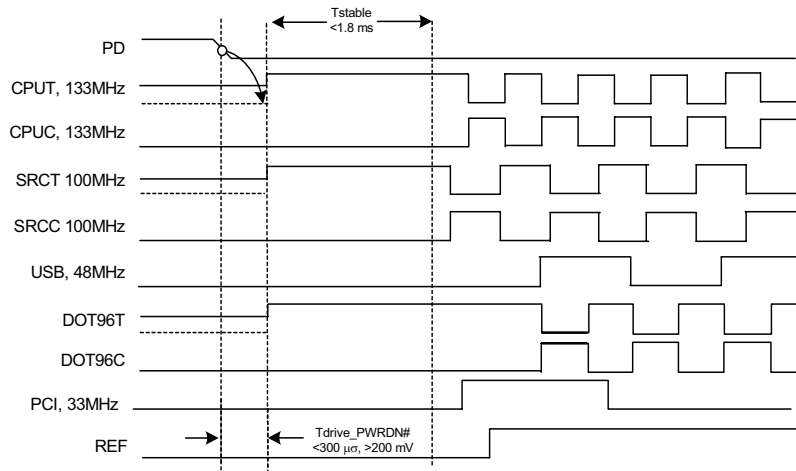 Tstable
<1.8 ms
PD
CPUT, 133MHz
CPUC, 133MHz
SRCT 100MHz
SRCC 100MHz
USB, 48MHz
DOT96T
DOT96C
PCI, 33MHz
REF
Tdrive_PWRDN#
<300 μσ, >200 mV